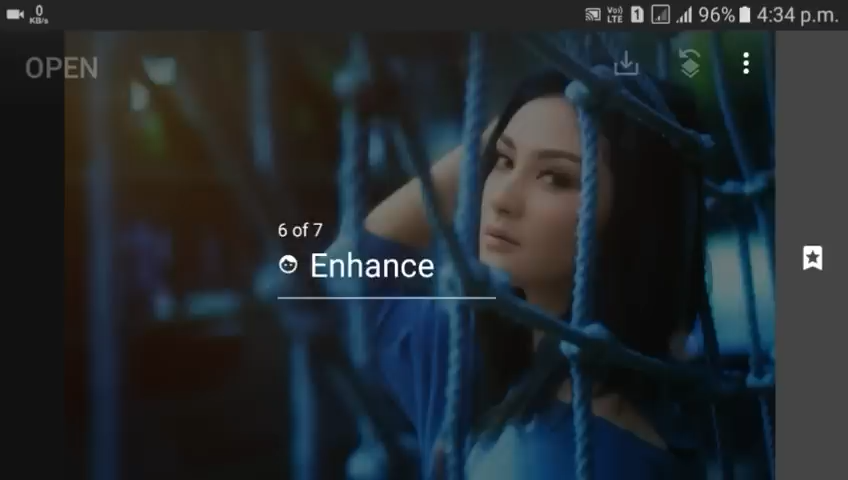 0
KB/s
Vo))
LTE
1
96%
4:34 p.m.
OPEN
6 of 7
Enhance